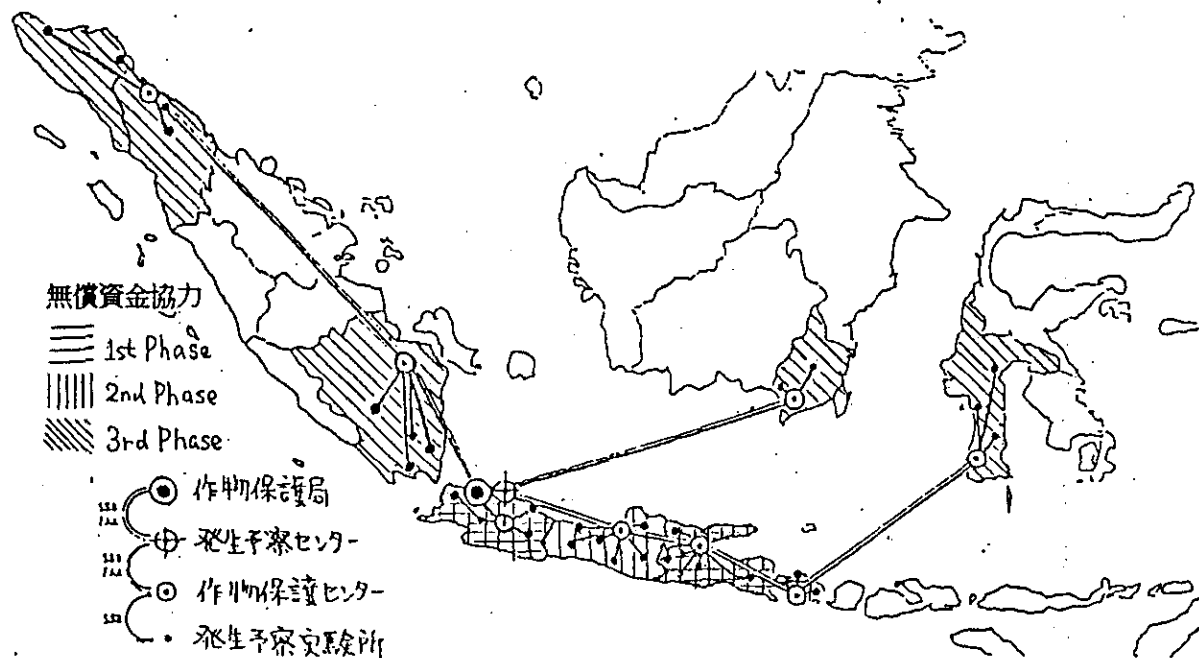 無償資金協力
1st Phase
2nd Phase
3rd Phase
作物保護局
発生予察センター
作物保護センター
発生予察実験所